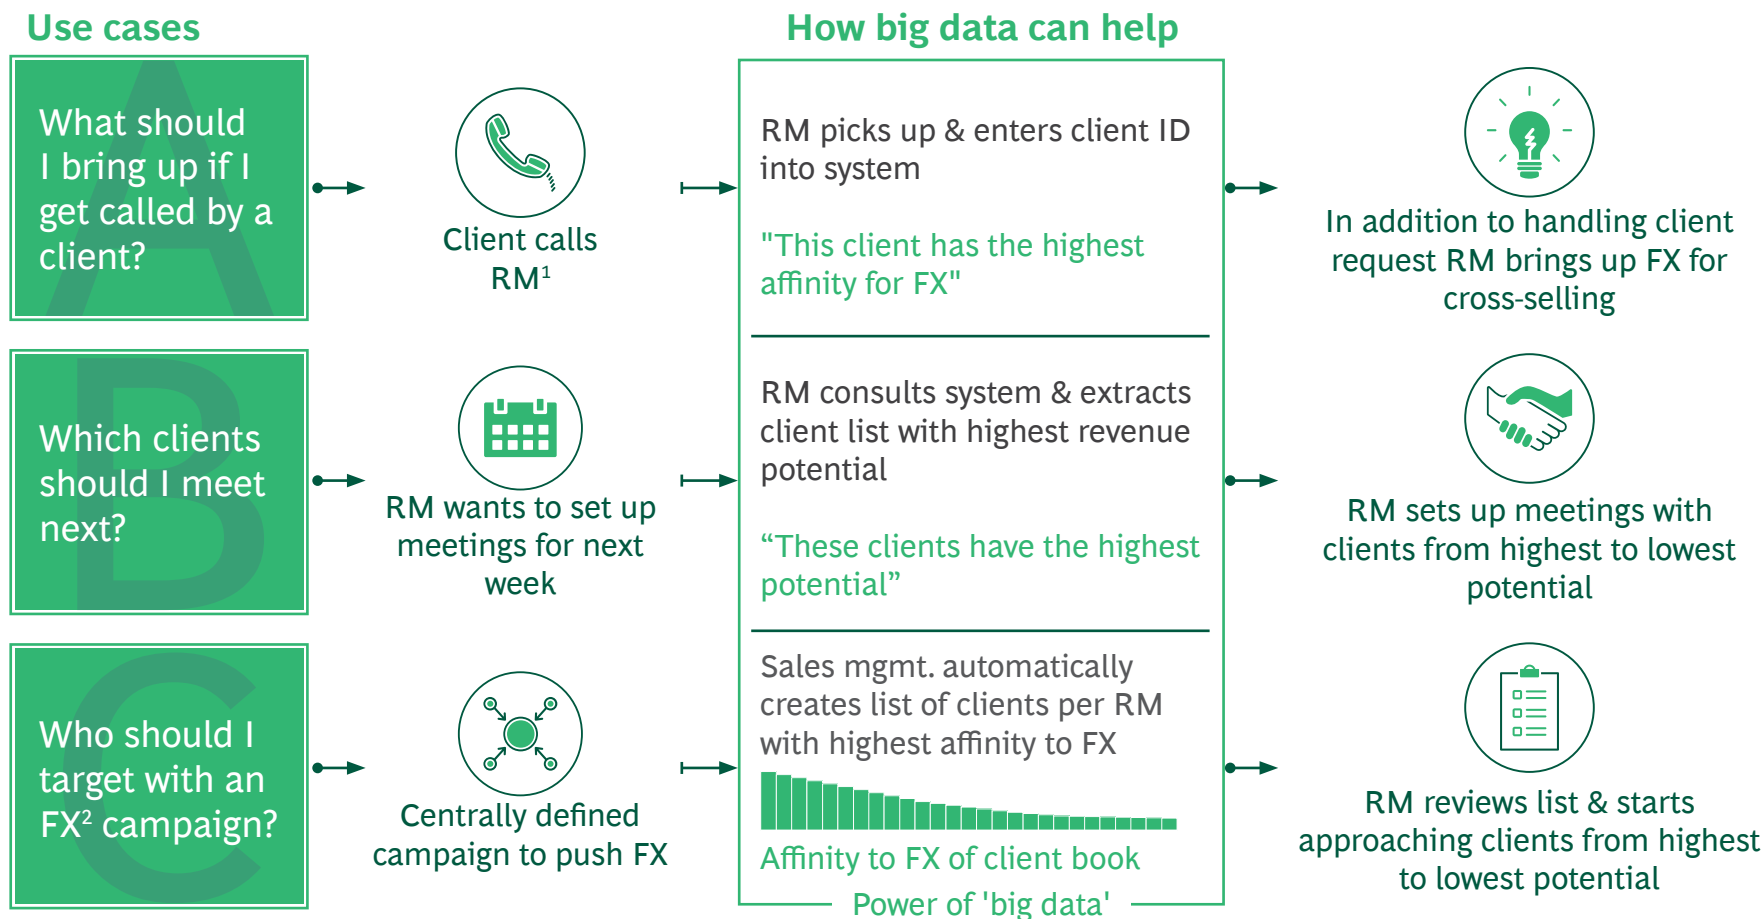 Use cases
How big data can help
A
What should
I bring up if I
get called by a
client?
Client calls
RM¹
RM picks up & enters client ID
into system
"This client has the highest
affinity for FX"
In addition to handling client
request RM brings up FX for
cross-selling
B
Which clients
should I meet
next?
RM wants to set up
meetings for next
week
RM consults system & extracts
client list with highest revenue
potential
“These clients have the highest
potential”
RM sets up meetings with
clients from highest to lowest
potential
C
Who should I
target with an
FX² campaign?
Centrally defined
campaign to push FX
Sales mgmt. automatically
creates list of clients per RM
with highest affinity to FX
Affinity to FX of client book
Power of 'big data'
RM reviews list & starts
approaching clients from highest
to lowest potential